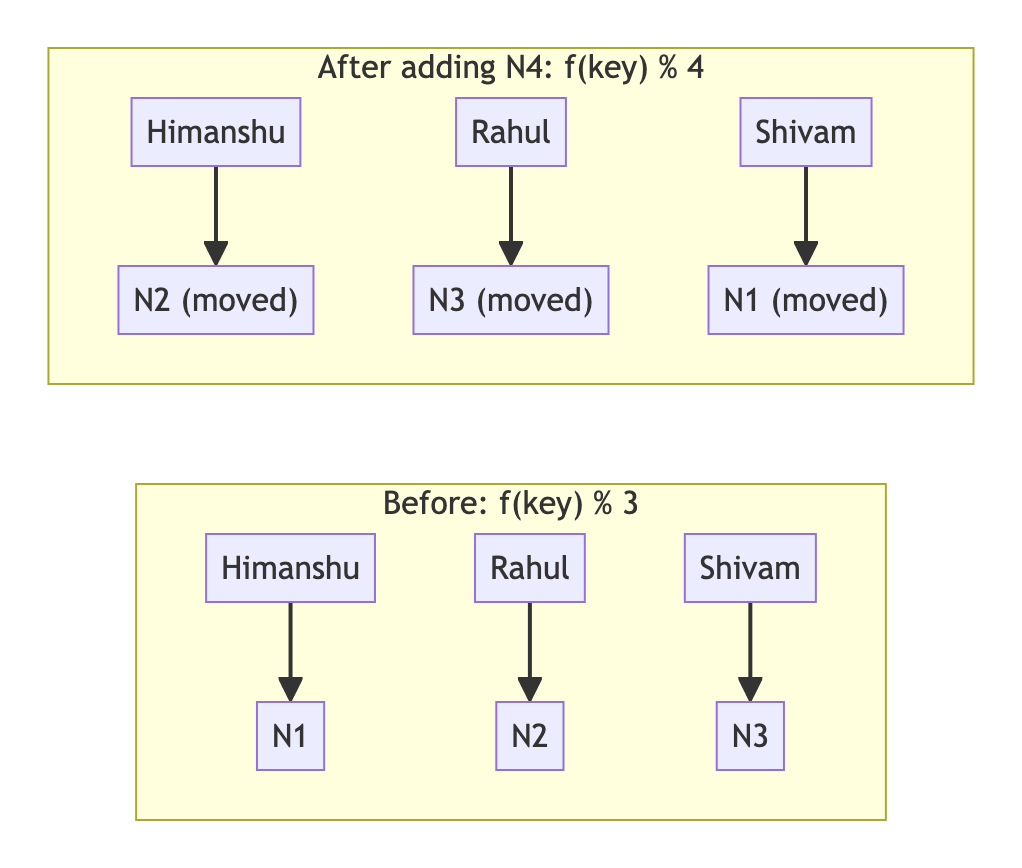 After adding N4: f(key) % 4
Himanshu
Rahul
Shivam
N2 (moved)
N3 (moved)
N1 (moved)
Before: f(key) % 3
Himanshu
Rahul
Shivam
N1
N2
N3